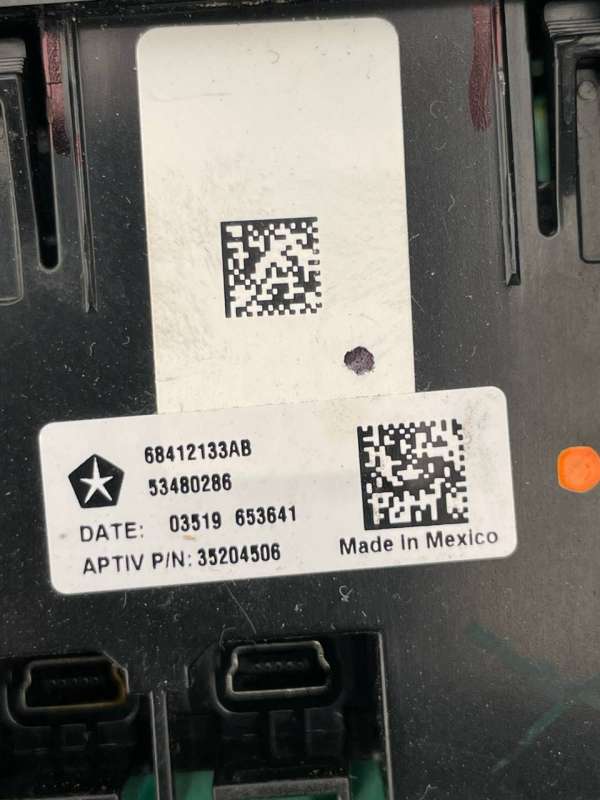 68412133AB
53480286
DATE: 03519 653641
APTIV P/N: 35204506
Made In Mexico